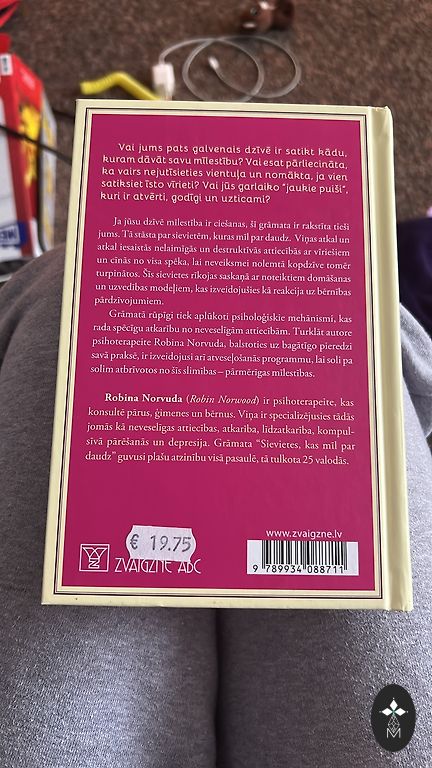 Vai jums pats galvenais dzīvē ir satikt kādu,
kuram dāvāt savu mīlestību? Vai esat pārliecināta,
ka vairs nejutīsieties vientuļa un nomākta, ja vien
satiksiet īsto vīrieti? Vai jūs garlaiko "jaukie puiši",
kuri ir atvērti, godīgi un uzticami?
Ja jūsu dzīvē mīlestība ir ciešanas, šī grāmata ir rakstīta tieši
jums. Tā stāsta par sievietēm, kuras mīl par daudz. Viņas atkal un
atkal iesaistās nelaimīgās un destruktīvās attiecībās ar vīriešiem
un cīnās no visa spēka, lai neveiksmei nolemtā kopdzīve tomēr
turpinātos. Šīs sievietes rīkojas saskaņā ar noteiktiem domāšanas
un uzvedības modeļiem, kas izveidojušies kā reakcija uz bērnības
pārdzīvojumiem.
Grāmatā rūpīgi tiek aplūkoti psiholoģiskie mehānismi, kas
rada spēcīgu atkarību no neveselīgām attiecībām. Turklāt autore
psihoterapeite Robina Norvuda, balstoties uz bagātīgo pieredzi
savā praksē, ir izveidojusi arī atveseļošanās programmu, lai soli pa
solim atbrīvotos no šīs slimības – pārmērīgas mīlestības.
Robina Norvuda (Robin Norwood) ir psihoterapeite, kas
konsultē pārus, ģimenes un bērnus. Viņa ir specializējusies tādās
jomās kā neveselīgas attiecības, atkarība, līdzatkarība, kompul-
sīvā pārēšanās un depresija. Grāmata "Sievietes, kas mīl par
daudz" guvusi plašu atzinību visā pasaulē, tā tulkota 25 valodās.
€ 19.75
ZVAIGZNE ABC
www.zvaigzne.lv
9 789934 088711
M